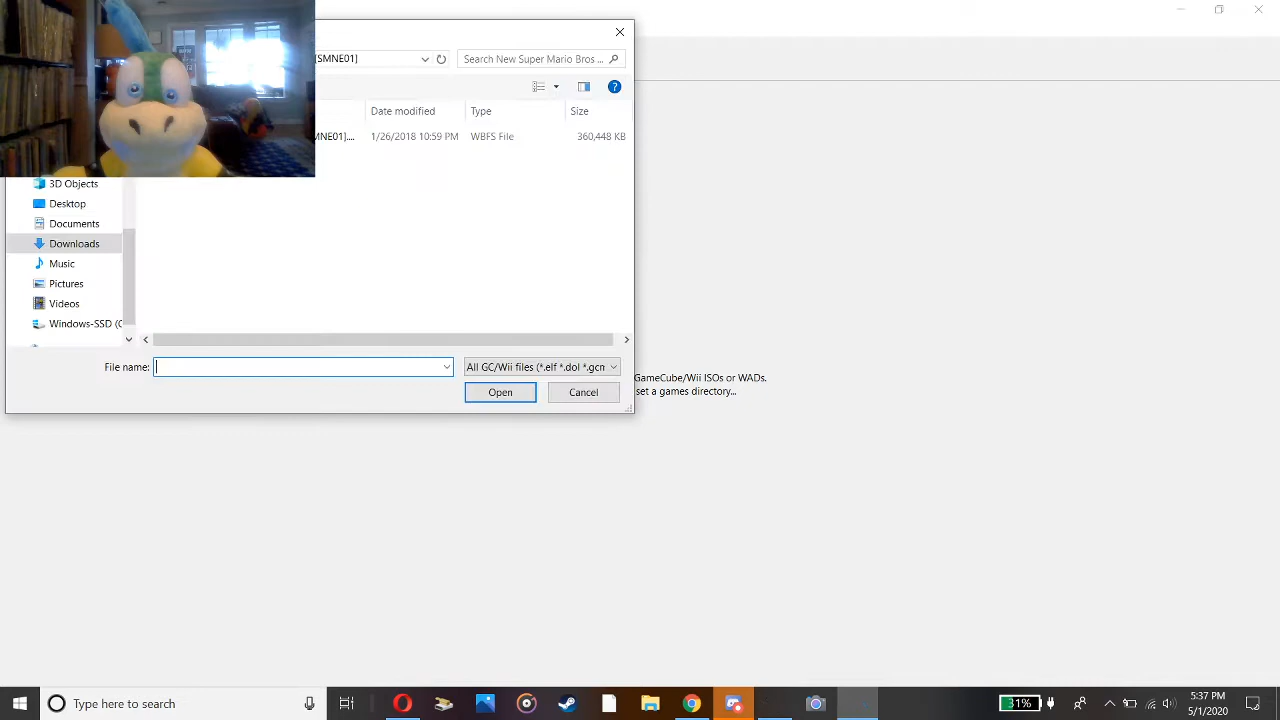 [SMNE01]
Search New Super Mario Bros ...
Date modified
Type
Size
MNE01]....
1/26/2018 10:59 PM
WBFS File
360,448 KB
3D Objects
Desktop
Documents
Downloads
Music
Pictures
Videos
Windows-SSD (C
File name:
All GC/Wii files (*.elf *.dol *.gcm
Open
Cancel
GameCube/Wii ISOs or WADs.
set a games directory...
Type here to search
31%
5:37 PM
5/1/2020